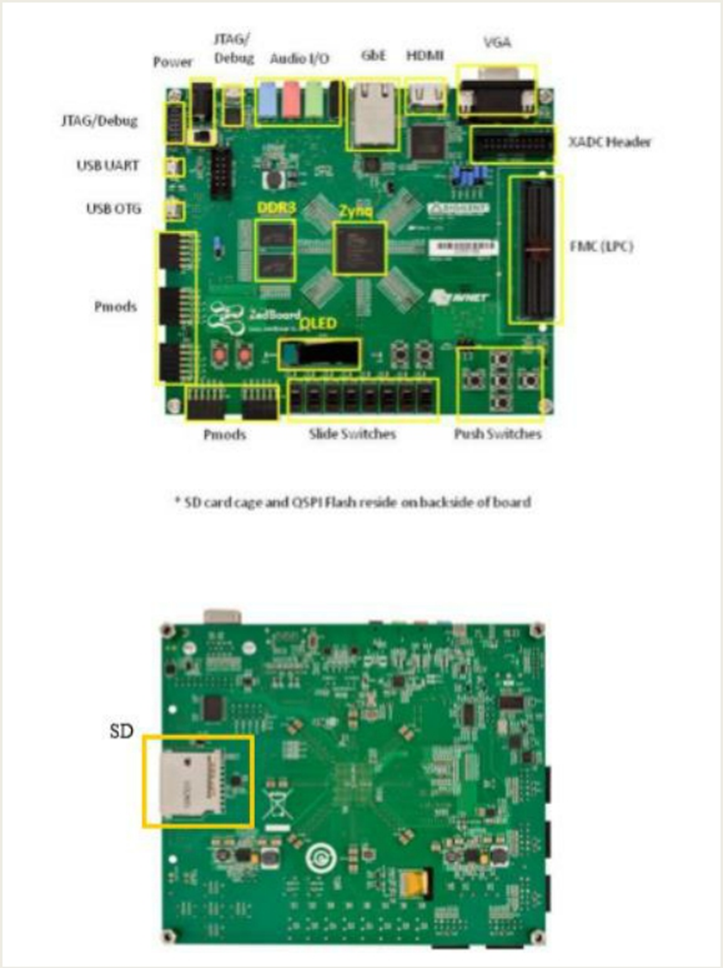 JTAG/
Debug
Power
Audio I/O
GbE
HDMI
VGA
JTAG/Debug
XADC Header
USB UART
USB OTG
DDR3
Zynq
DIGILENT
FMC (LPC)
Pmods
AVNET
ZedBoard
OLED
Pmods
Slide Switches
Push Switches
* SD card cage and QSPI Flash reside on backside of board
SD